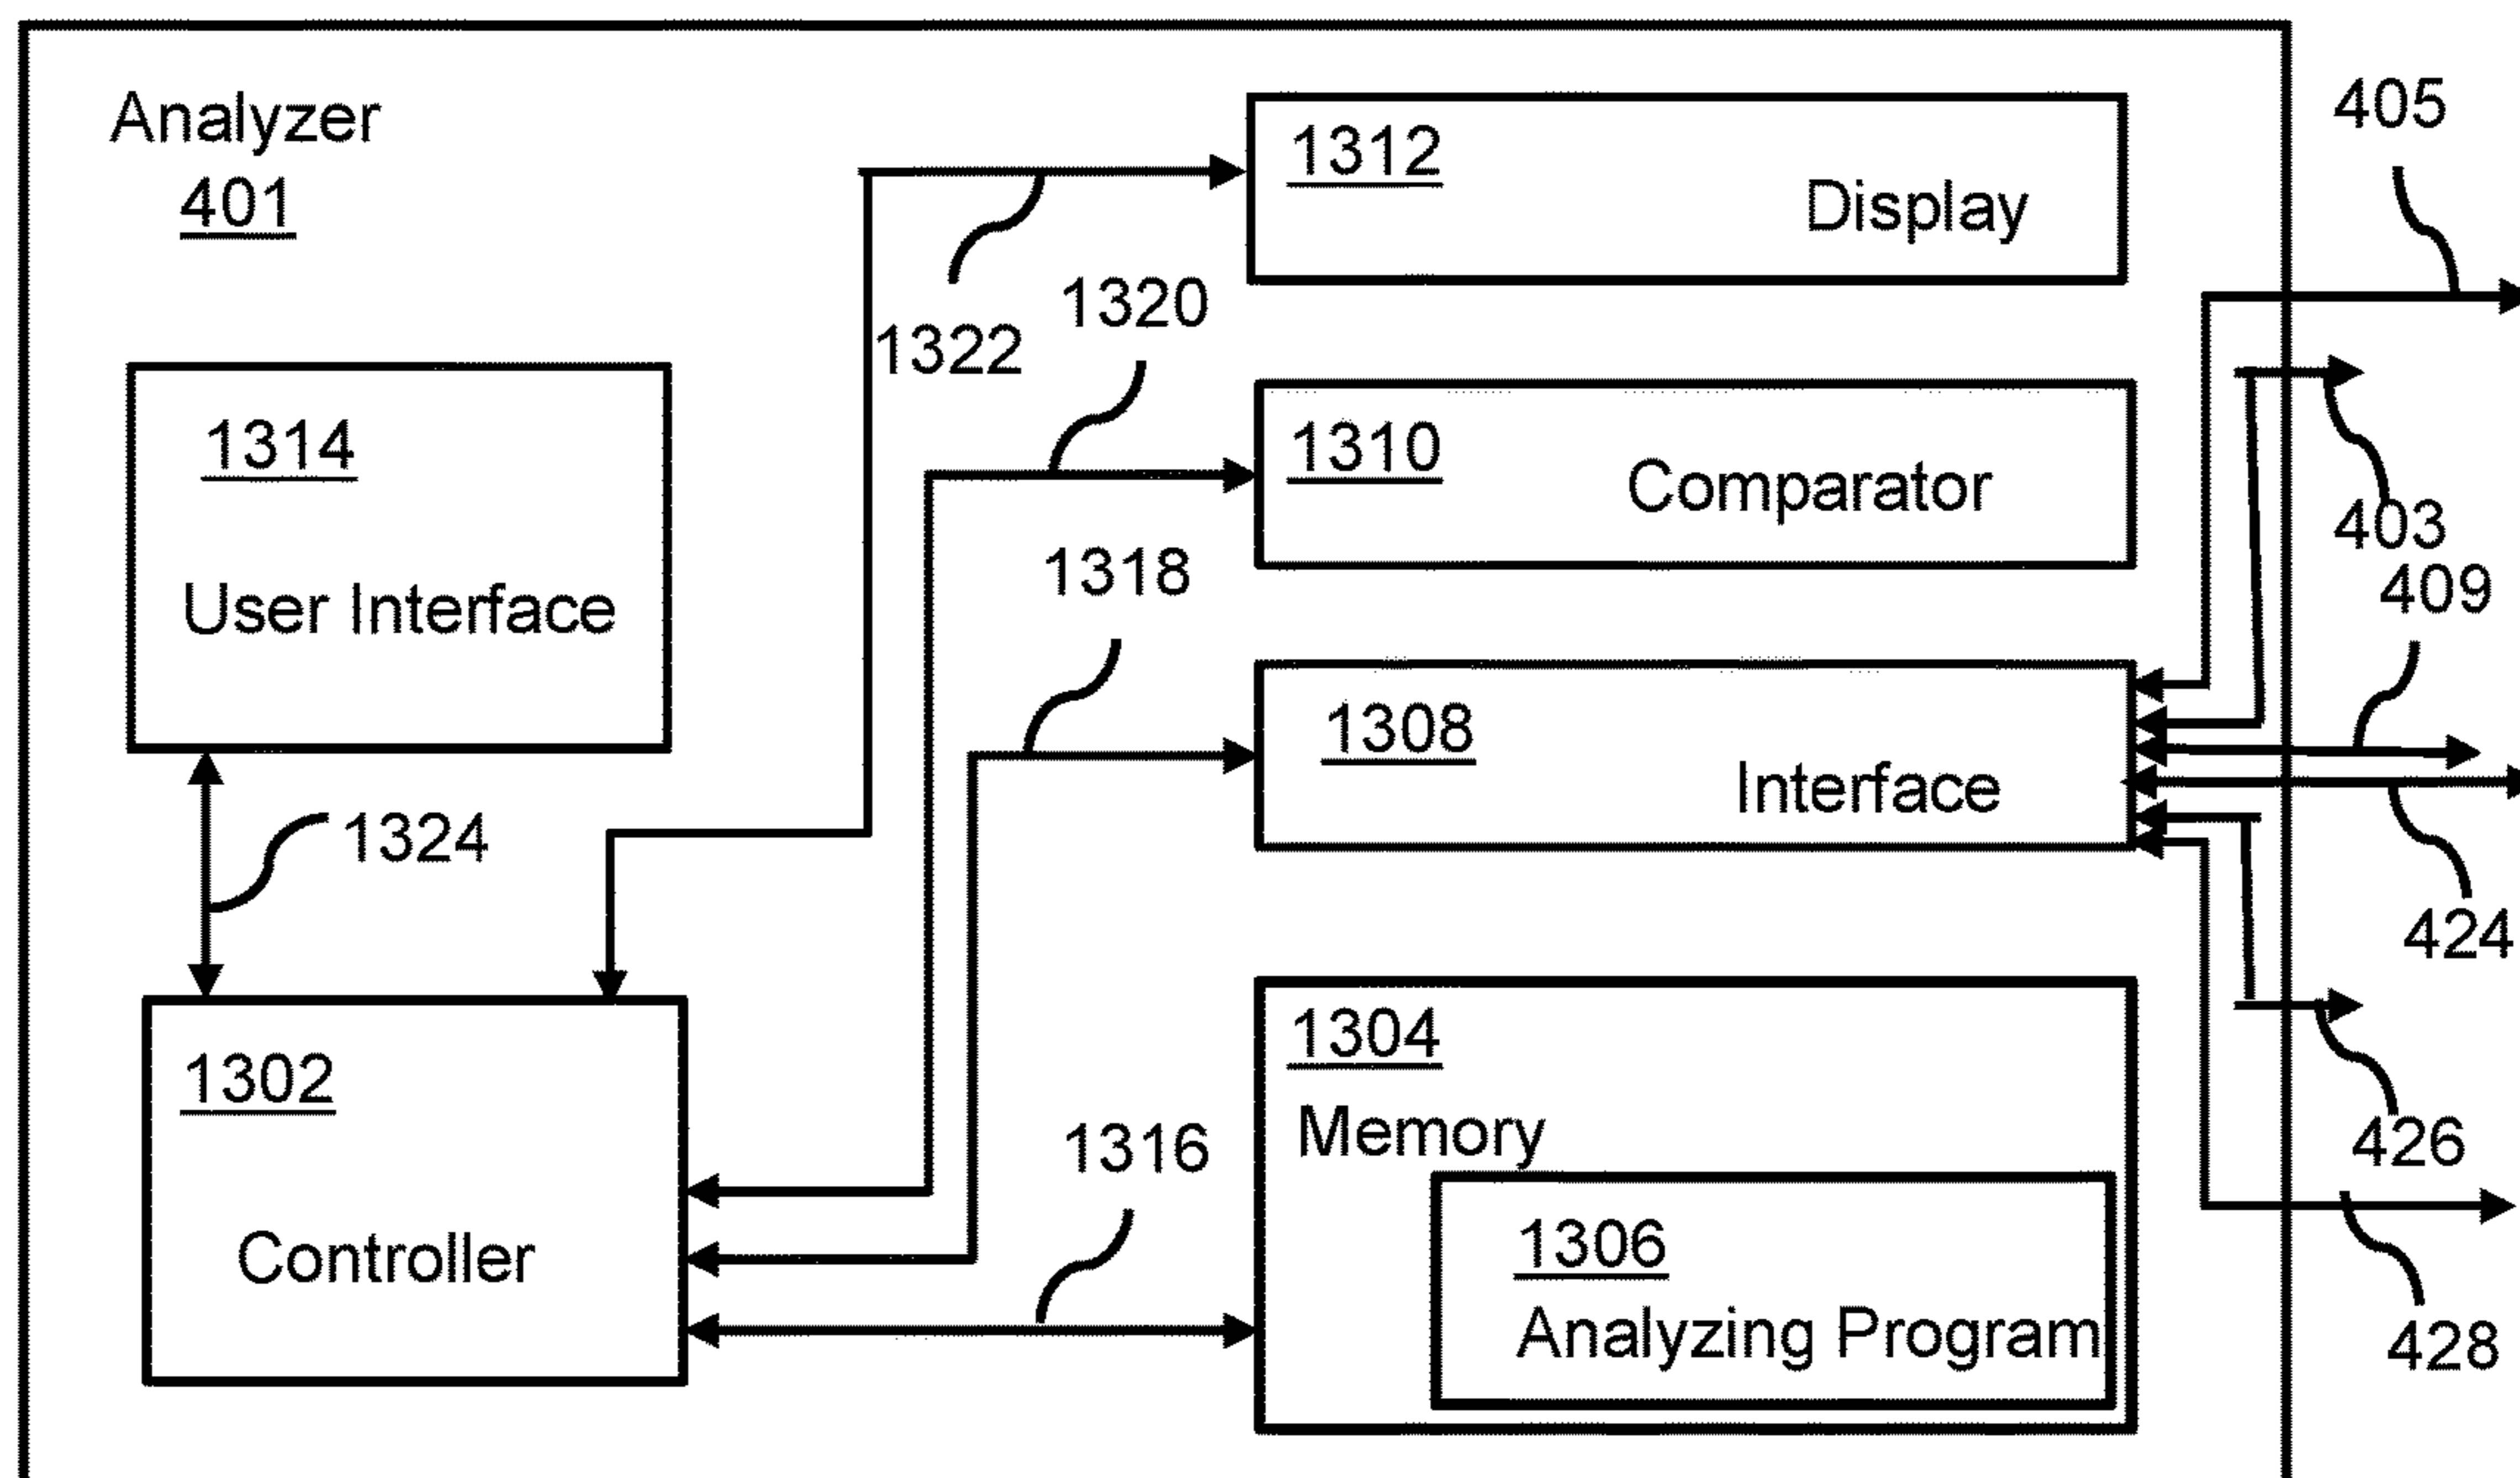 Analyzer
401
1312
Display
405
1322
1320
1310
Comparator
403
1314
User Interface
1318
409
1308
Interface
1324
424
1304
Memory
1302
Controller
1316
426
1306
Analyzing Program
428